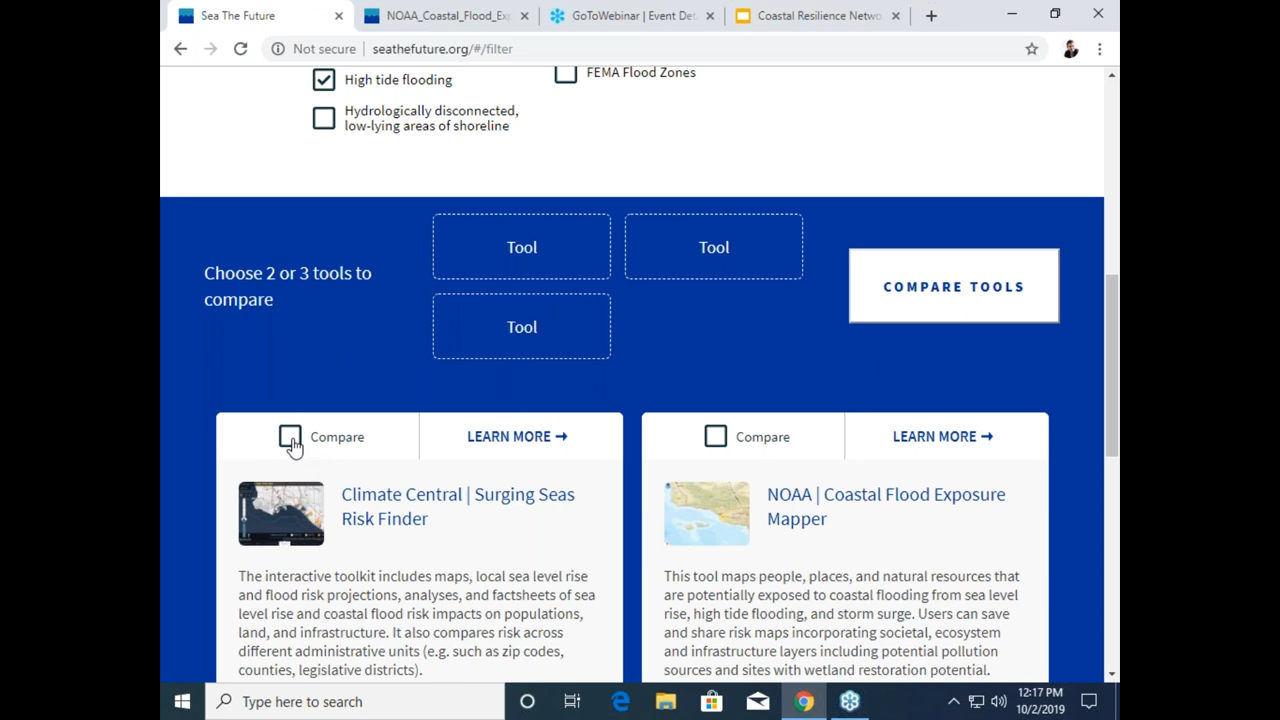 Sea The Future
NOAA_Coastal_Flood_Exp
GoToWebinar | Event Det
Coastal Resilience Netwo
Not secure | seathefuture.org/#/filter
High tide flooding
FEMA Flood Zones
Hydrologically disconnected,
low-lying areas of shoreline
Choose 2 or 3 tools to
compare
Tool
Tool
Tool
COMPARE TOOLS
Compare
LEARN MORE →
Compare
LEARN MORE →
Climate Central | Surging Seas
Risk Finder
The interactive toolkit includes maps, local sea level rise
and flood risk projections, analyses, and factsheets of sea
level rise and coastal flood risk impacts on populations,
land, and infrastructure. It also compares risk across
different administrative units (e.g. such as zip codes,
counties, legislative districts).
NOAA | Coastal Flood Exposure
Mapper
This tool maps people, places, and natural resources that
are potentially exposed to coastal flooding from sea level
rise, high tide flooding, and storm surge. Users can save
and share risk maps incorporating societal, ecosystem
and infrastructure layers including potential pollution
sources and sites with wetland restoration potential.
Type here to search
12:17 PM
10/2/2019